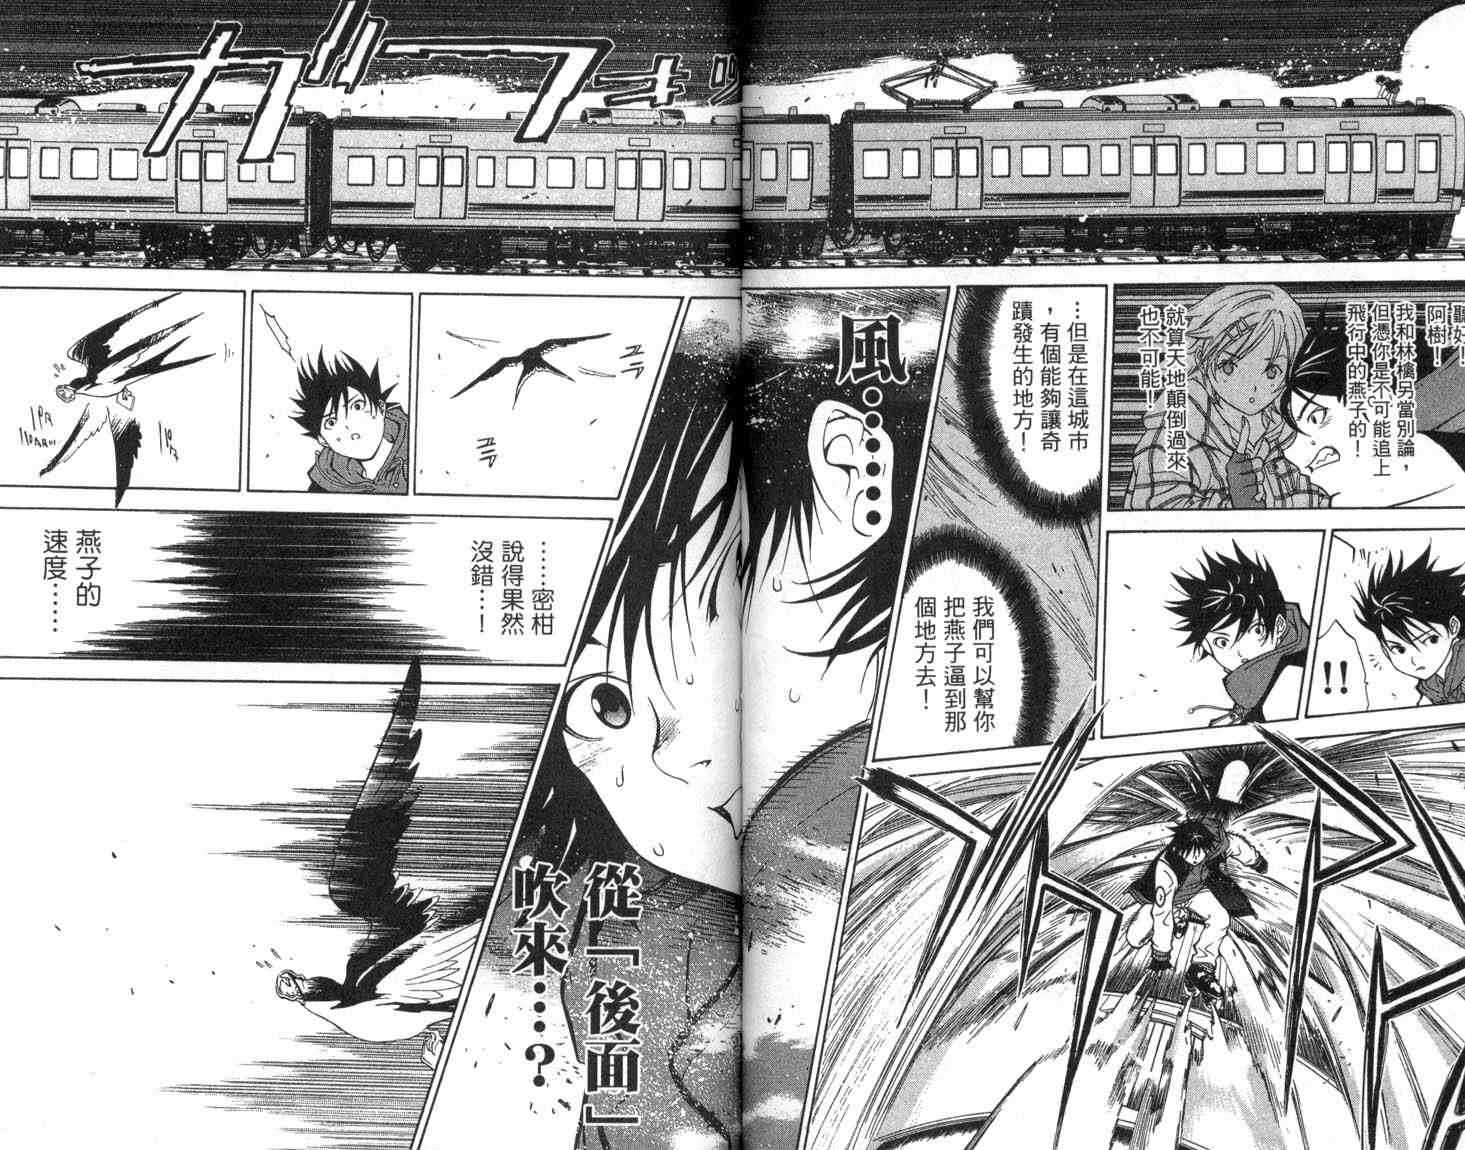 ガ
フ
聽好！
阿樹！
我和林檎另當別論，
但憑你是不可能追上
飛行中的燕子的！
就算天地顛倒過來
也不可能！
…但是在這城市
，有個能夠讓奇
蹟發生的地方！
我們可以幫你
把燕子逼到那
個地方去！
!!
風……
從「後面」
吹來…？
……密柑
說得果然
沒錯…！
燕子的
速度……